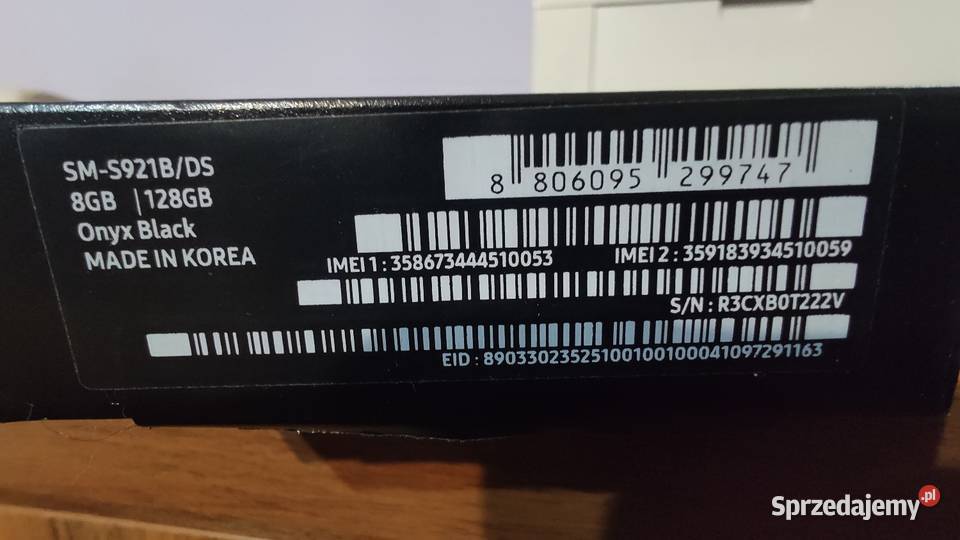 SM-S921B/DS
8GB | 128GB
Onyx Black
MADE IN KOREA
8 806095 299747
IMEI 1 : 358673444510053
IMEI 2 : 359183934510059
S/N : R3CXB0T222V
EID : 89033023525100100100041097291163
Sprzedajemy.pl